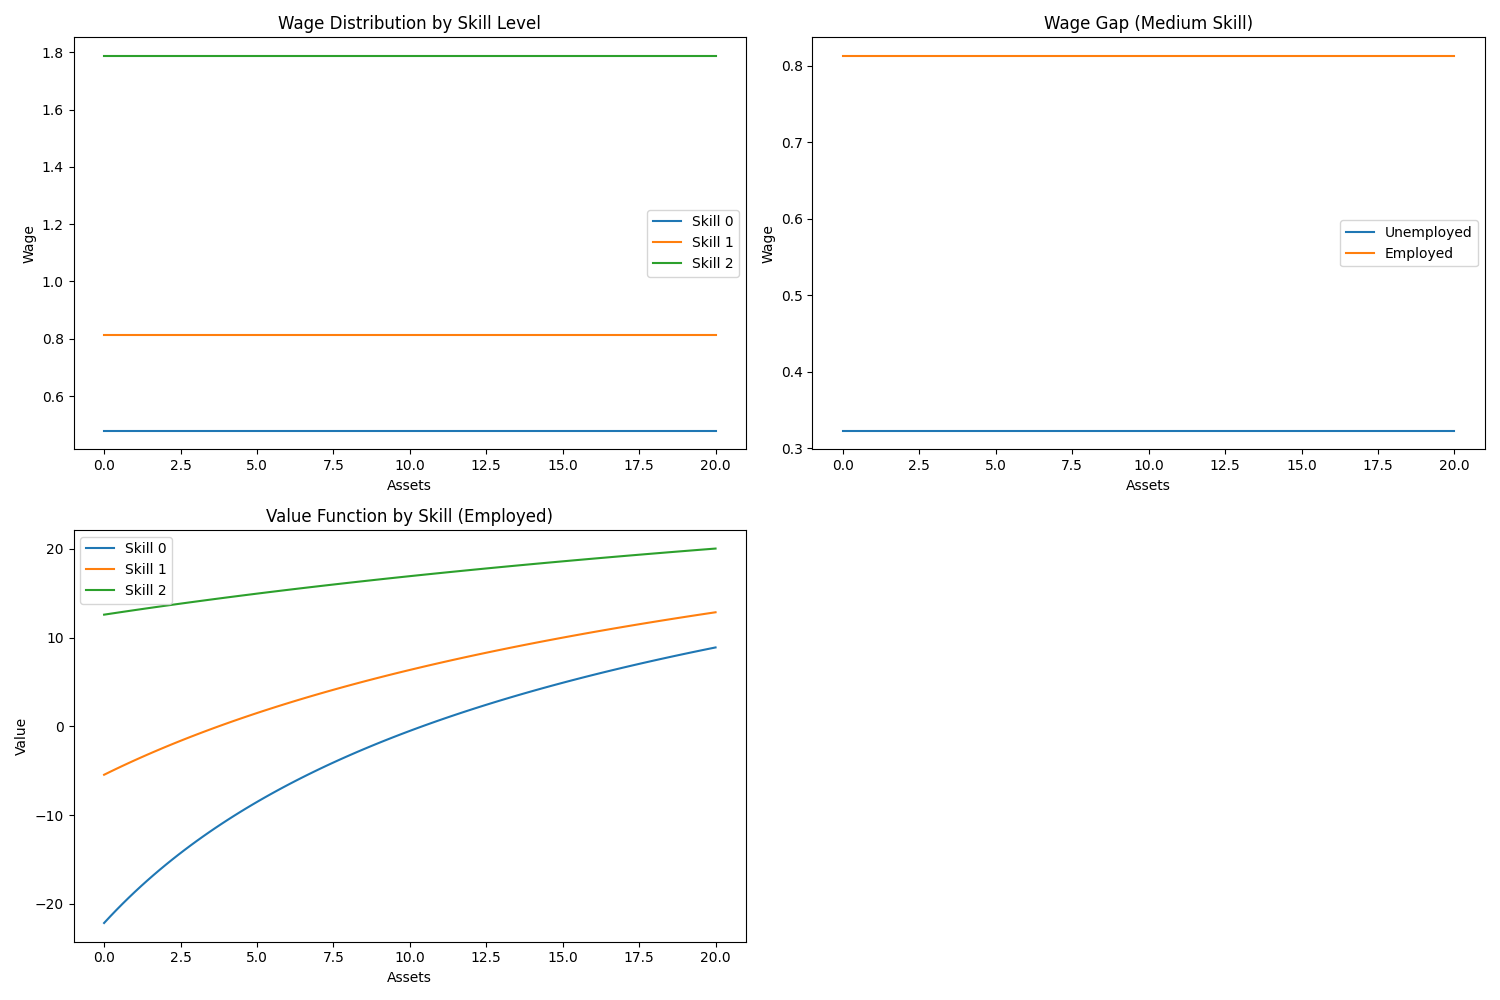 Wage Distribution by Skill Level
1.8
1.6
1.4
1.2
1.0
0.8
0.6
Wage
Skill 0
Skill 1
Skill 2
0.0 2.5 5.0 7.5 10.0 12.5 15.0 17.5 20.0
Assets
Wage Gap (Medium Skill)
0.8
0.7
0.6
0.5
0.4
0.3
Wage
Unemployed
Employed
0.0 2.5 5.0 7.5 10.0 12.5 15.0 17.5 20.0
Assets
Value Function by Skill (Employed)
20
10
0
−10
−20
Value
Skill 0
Skill 1
Skill 2
0.0 2.5 5.0 7.5 10.0 12.5 15.0 17.5 20.0
Assets